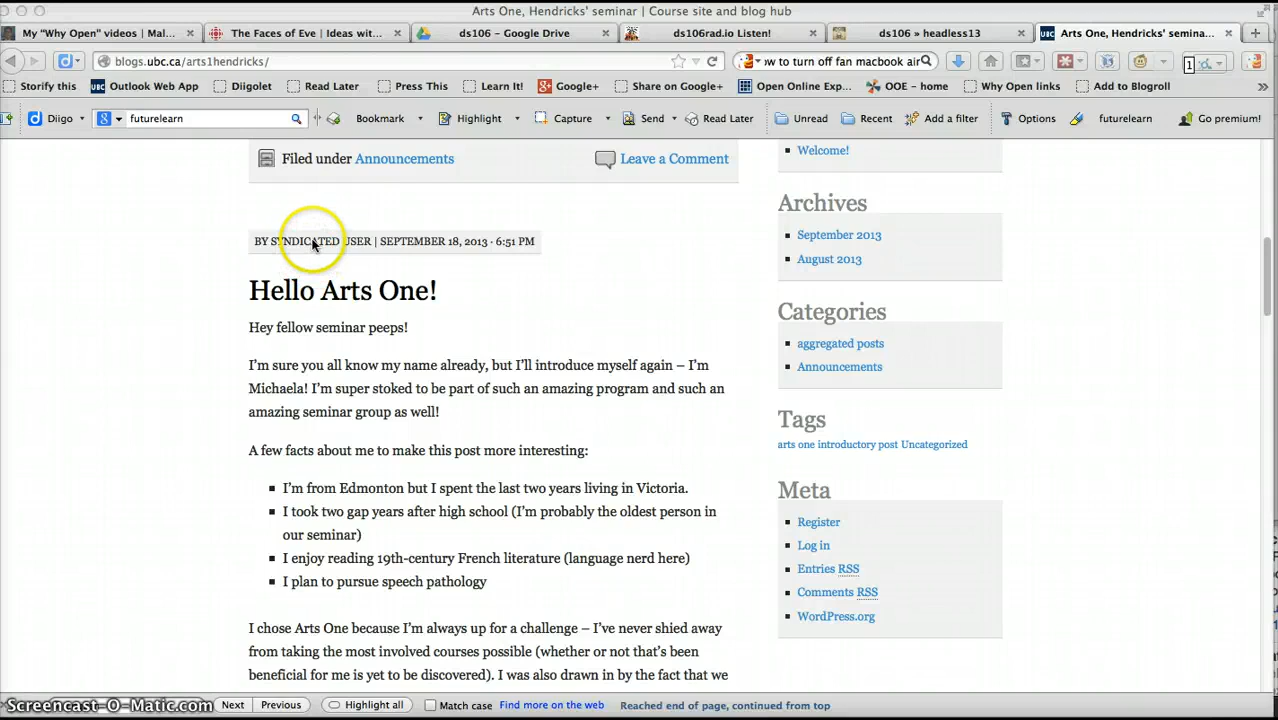 Arts One, Hendricks' seminar | Course site and blog hub
My "Why Open" videos | Mal...
The Faces of Eve | Ideas wit...
ds106 – Google Drive
ds106rad.io Listen!
ds106 » headless13
Arts One, Hendricks' semina...
blogs.ubc.ca/arts1hendricks/
ow to turn off fan macbook air
1
Storify this
UBC Outlook Web App
Diigolet
Read Later
Press This
Learn It!
Google+
Share on Google+
Open Online Exp...
OOE – home
Why Open links
Add to Blogroll
Diigo
futurelearn
Bookmark
Highlight
Capture
Send
Read Later
Unread
Recent
Add a filter
Options
futurelearn
Go premium!
Filed under Announcements
Leave a Comment
BY SYNDICATED USER | SEPTEMBER 18, 2013 · 6:51 PM
Hello Arts One!
Hey fellow seminar peeps!
I'm sure you all know my name already, but I'll introduce myself again – I'm
Michaela! I'm super stoked to be part of such an amazing program and such an
amazing seminar group as well!
A few facts about me to make this post more interesting:
I'm from Edmonton but I spent the last two years living in Victoria.
I took two gap years after high school (I'm probably the oldest person in
our seminar)
I enjoy reading 19th-century French literature (language nerd here)
I plan to pursue speech pathology
I chose Arts One because I'm always up for a challenge – I've never shied away
from taking the most involved courses possible (whether or not that's been
beneficial for me is yet to be discovered). I was also drawn in by the fact that we
Welcome!
Archives
September 2013
August 2013
Categories
aggregated posts
Announcements
Tags
arts one introductory post Uncategorized
Meta
Register
Log in
Entries RSS
Comments RSS
WordPress.org
Screencast-O-Matic.com
Next
Previous
Highlight all
Match case
Find more on the web
Reached end of page, continued from top